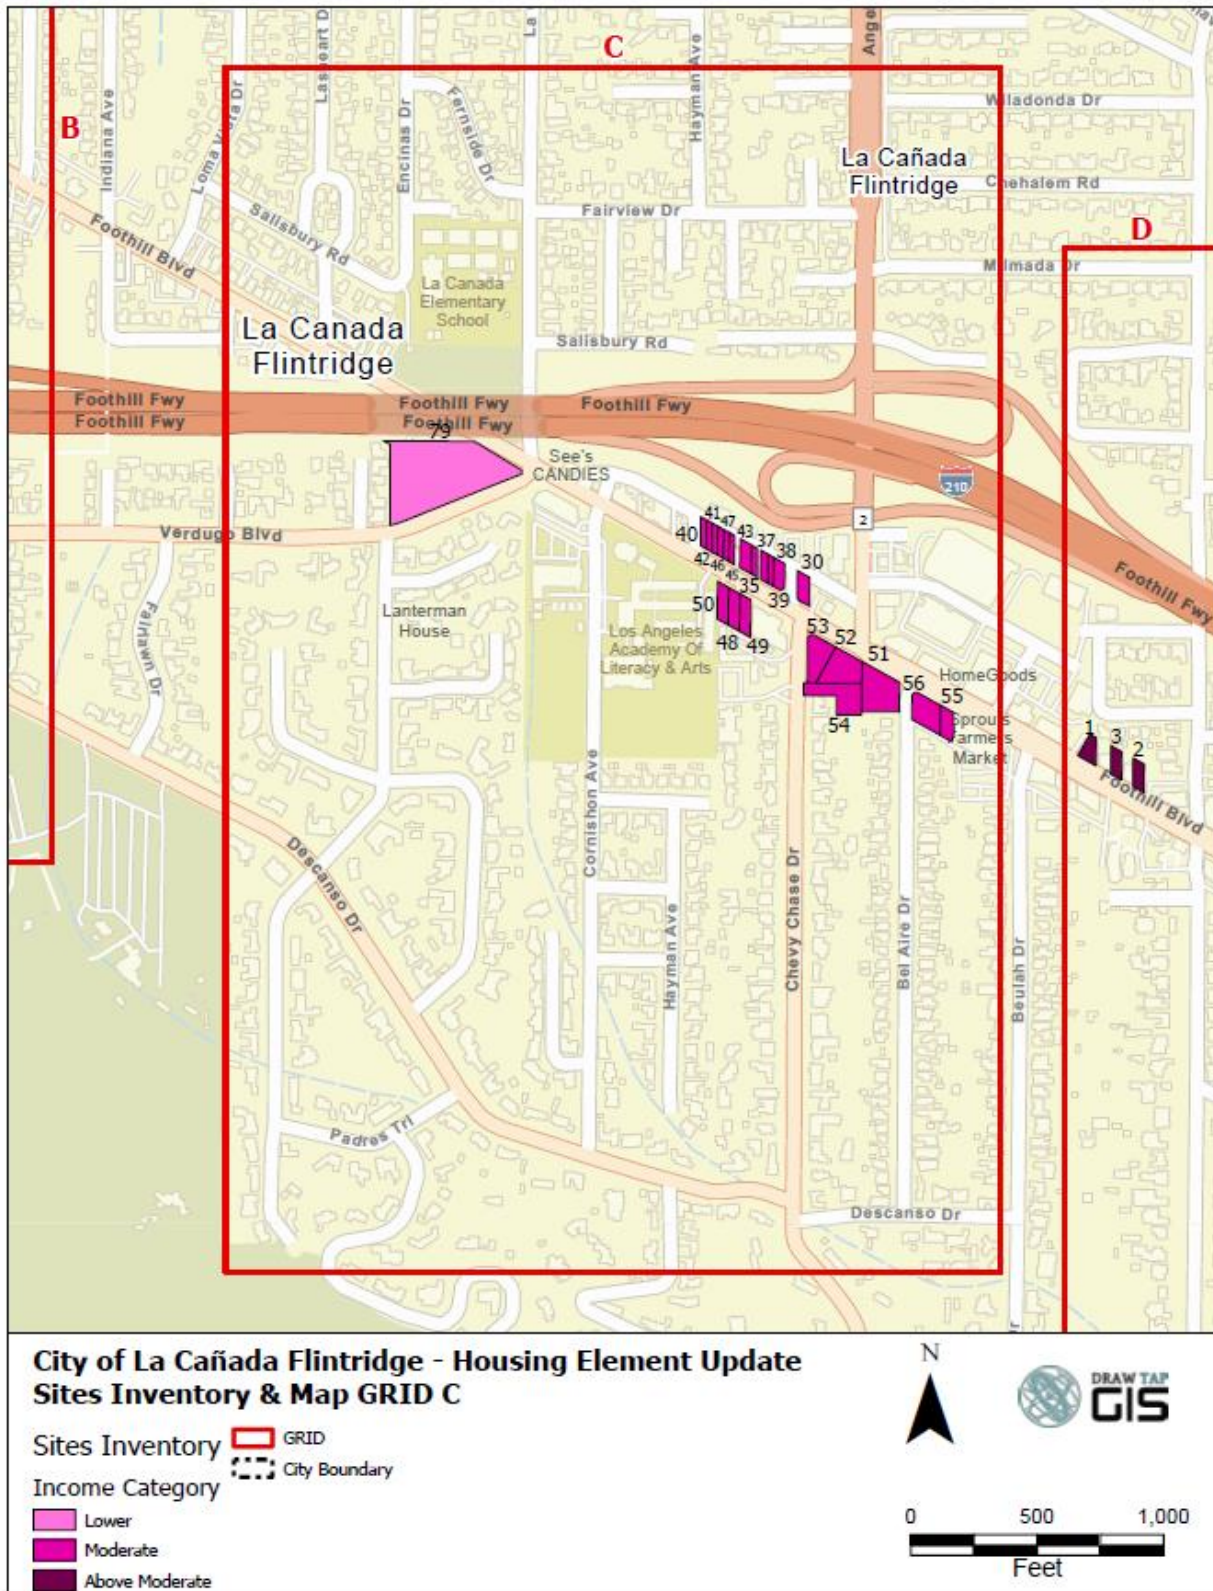 C
B
D
Indiana Ave
Loma Vista Dr
Encinas Dr
Fernside Dr
Hayman Ave
Wiladonda Dr
La Cañada
Flintridge
Chehalem Rd
Fairview Dr
Salisbury Rd
Foothill Blvd
Milmada Dr
La Canada
Elementary
School
La Canada
Flintridge
Salisbury Rd
Foothill Fwy
Foothill Fwy
Foothill Fwy
Foothill Fwy
Foothill Fwy
79
See's
CANDIES
210
2
Verdugo Blvd
41
47
43
37
38
30
40
42
46
45
35
39
50
48
49
Foothill Fwy
Fairlawn Dr
Lanterman
House
Los Angeles
Academy Of
Literacy & Arts
53
52
51
HomeGoods
56
55
54
Sprouts
Farmers
Market
1
3
2
Foothill Blvd
Cornishon Ave
Descanso Dr
Chevy Chase Dr
Hayman Ave
Bel Aire Dr
Beulah Dr
Padres Trl
Descanso Dr
City of La Cañada Flintridge - Housing Element Update
Sites Inventory & Map GRID C
Sites Inventory
GRID
City Boundary
Income Category
Lower
Moderate
Above Moderate
N
DRAW TAP
GIS
0 500 1,000
Feet